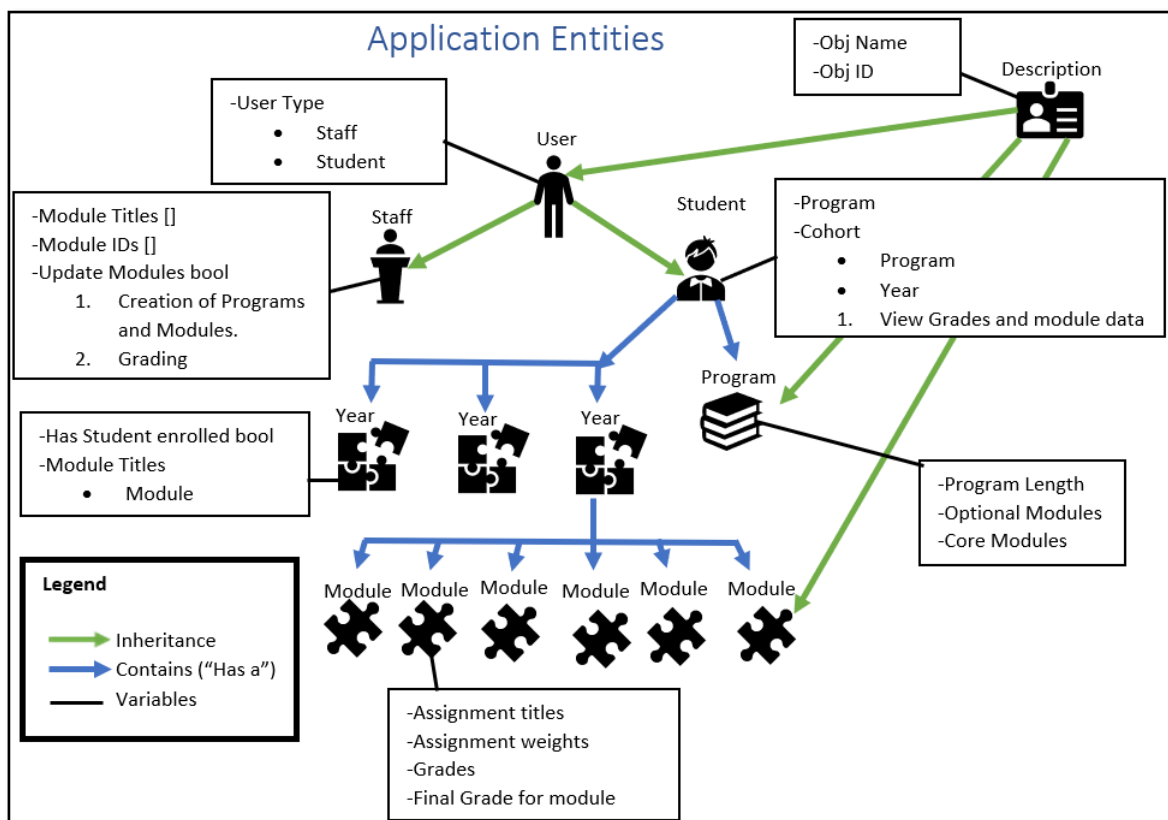 Application Entities
-Obj Name
-Obj ID
Description
-User Type
• Staff
• Student
User
-Module Titles []
-Module IDs []
-Update Modules bool
1. Creation of Programs
and Modules.
2. Grading
Staff
Student
-Program
-Cohort
• Program
• Year
1. View Grades and module data
Program
Year
Year
Year
-Has Student enrolled bool
-Module Titles
• Module
-Program Length
-Optional Modules
-Core Modules
Legend
Inheritance
Contains (“Has a”)
Variables
Module
Module
Module
Module
Module
Module
-Assignment titles
-Assignment weights
-Grades
-Final Grade for module